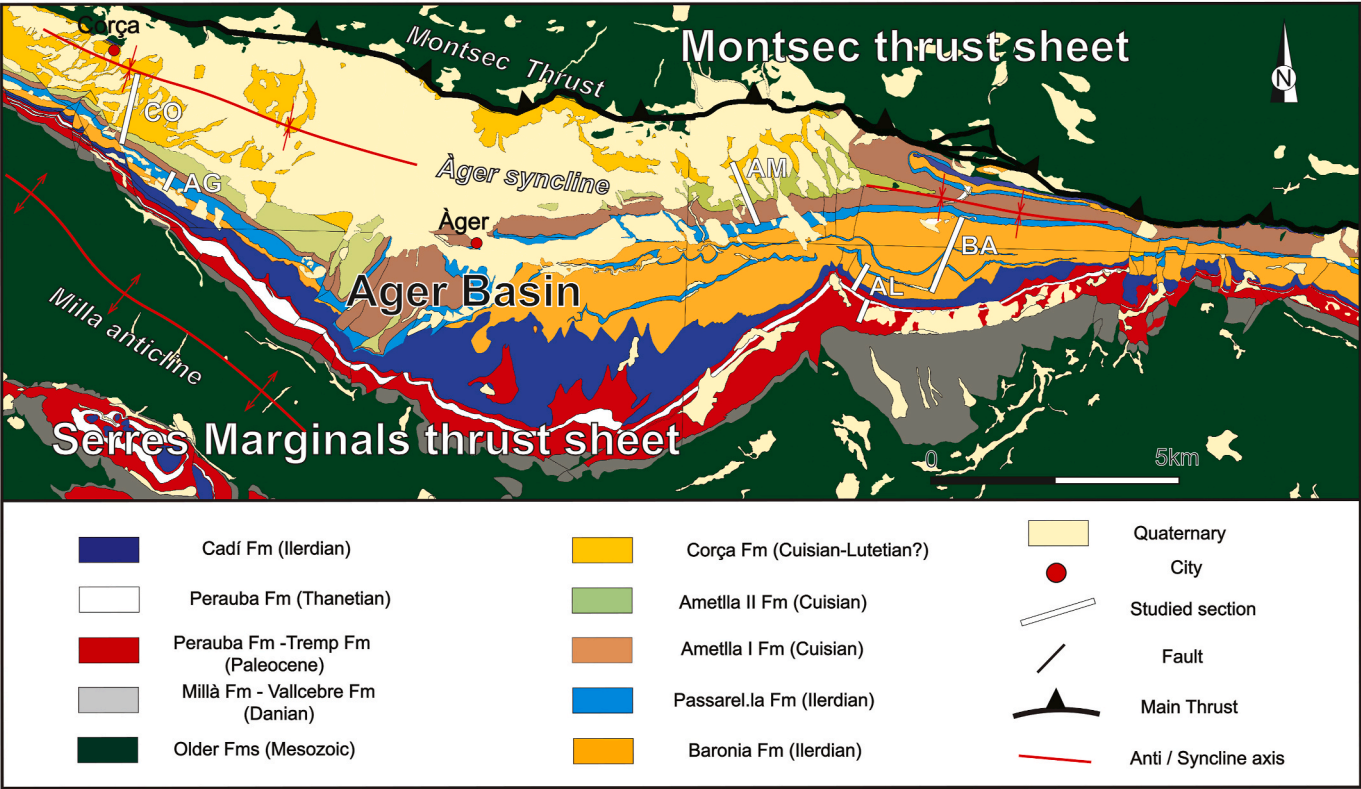 Corça
Montsec Thrust
Montsec thrust sheet
N
CO
AG
Àger syncline
AM
Àger
BA
Ager Basin
AL
Milla anticline
Serres Marginals thrust sheet
0
5km
Cadí Fm (Ilerdian)
Perauba Fm (Thanetian)
Perauba Fm -Tremp Fm
(Paleocene)
Millà Fm - Vallcebre Fm
(Danian)
Older Fms (Mesozoic)
Corça Fm (Cuisian-Lutetian?)
Ametlla II Fm (Cuisian)
Ametlla I Fm (Cuisian)
Passarel.la Fm (Ilerdian)
Baronia Fm (Ilerdian)
Quaternary
City
Studied section
Fault
Main Thrust
Anti / Syncline axis